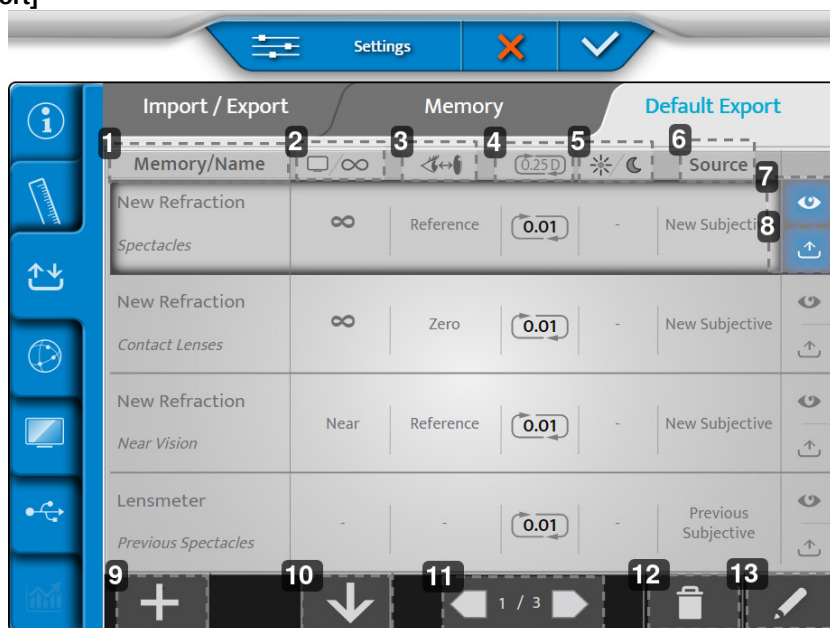 ort]
Settings
Import / Export Memory Default Export
1 2 3 4 5 6
Memory/Name ∞ 0.25D Source
7
New Refraction
Spectacles
∞ Reference 0.01 - New Subjecti
8
New Refraction
Contact Lenses
∞ Zero 0.01 - New Subjective
New Refraction
Near Vision
Near Reference 0.01 - New Subjective
Lensmeter
Previous Spectacles
- - 0.01 - Previous
Subjective
9 10 11 12 13
1 / 3